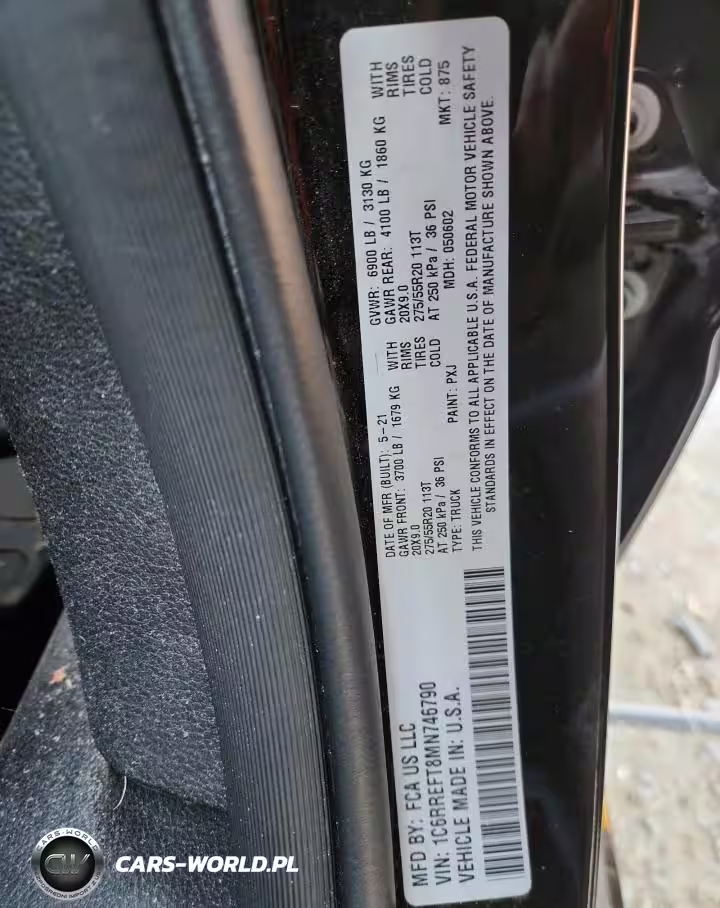 MFD BY: FCA US LLC
VIN: 1C6RREFT8MN746790
VEHICLE MADE IN: U.S.A.
DATE OF MFR (BUILT): 5-21
GAWR FRONT: 3700 LB / 1679 KG WITH
20X9.0 RIMS
275/55R20 113T TIRES
AT 250 kPa / 36 PSI COLD
TYPE: TRUCK PAINT: PXJ
GVWR: 6900 LB / 3130 KG
GAWR REAR: 4100 LB / 1860 KG WITH
20X9.0 RIMS
275/55R20 113T TIRES
AT 250 kPa / 36 PSI COLD
MDH: 050602 MKT: 875
THIS VEHICLE CONFORMS TO ALL APPLICABLE U.S.A. FEDERAL MOTOR VEHICLE SAFETY
STANDARDS IN EFFECT ON THE DATE OF MANUFACTURE SHOWN ABOVE.
CARS-WORLD
CW
CARS-WORLD.PL